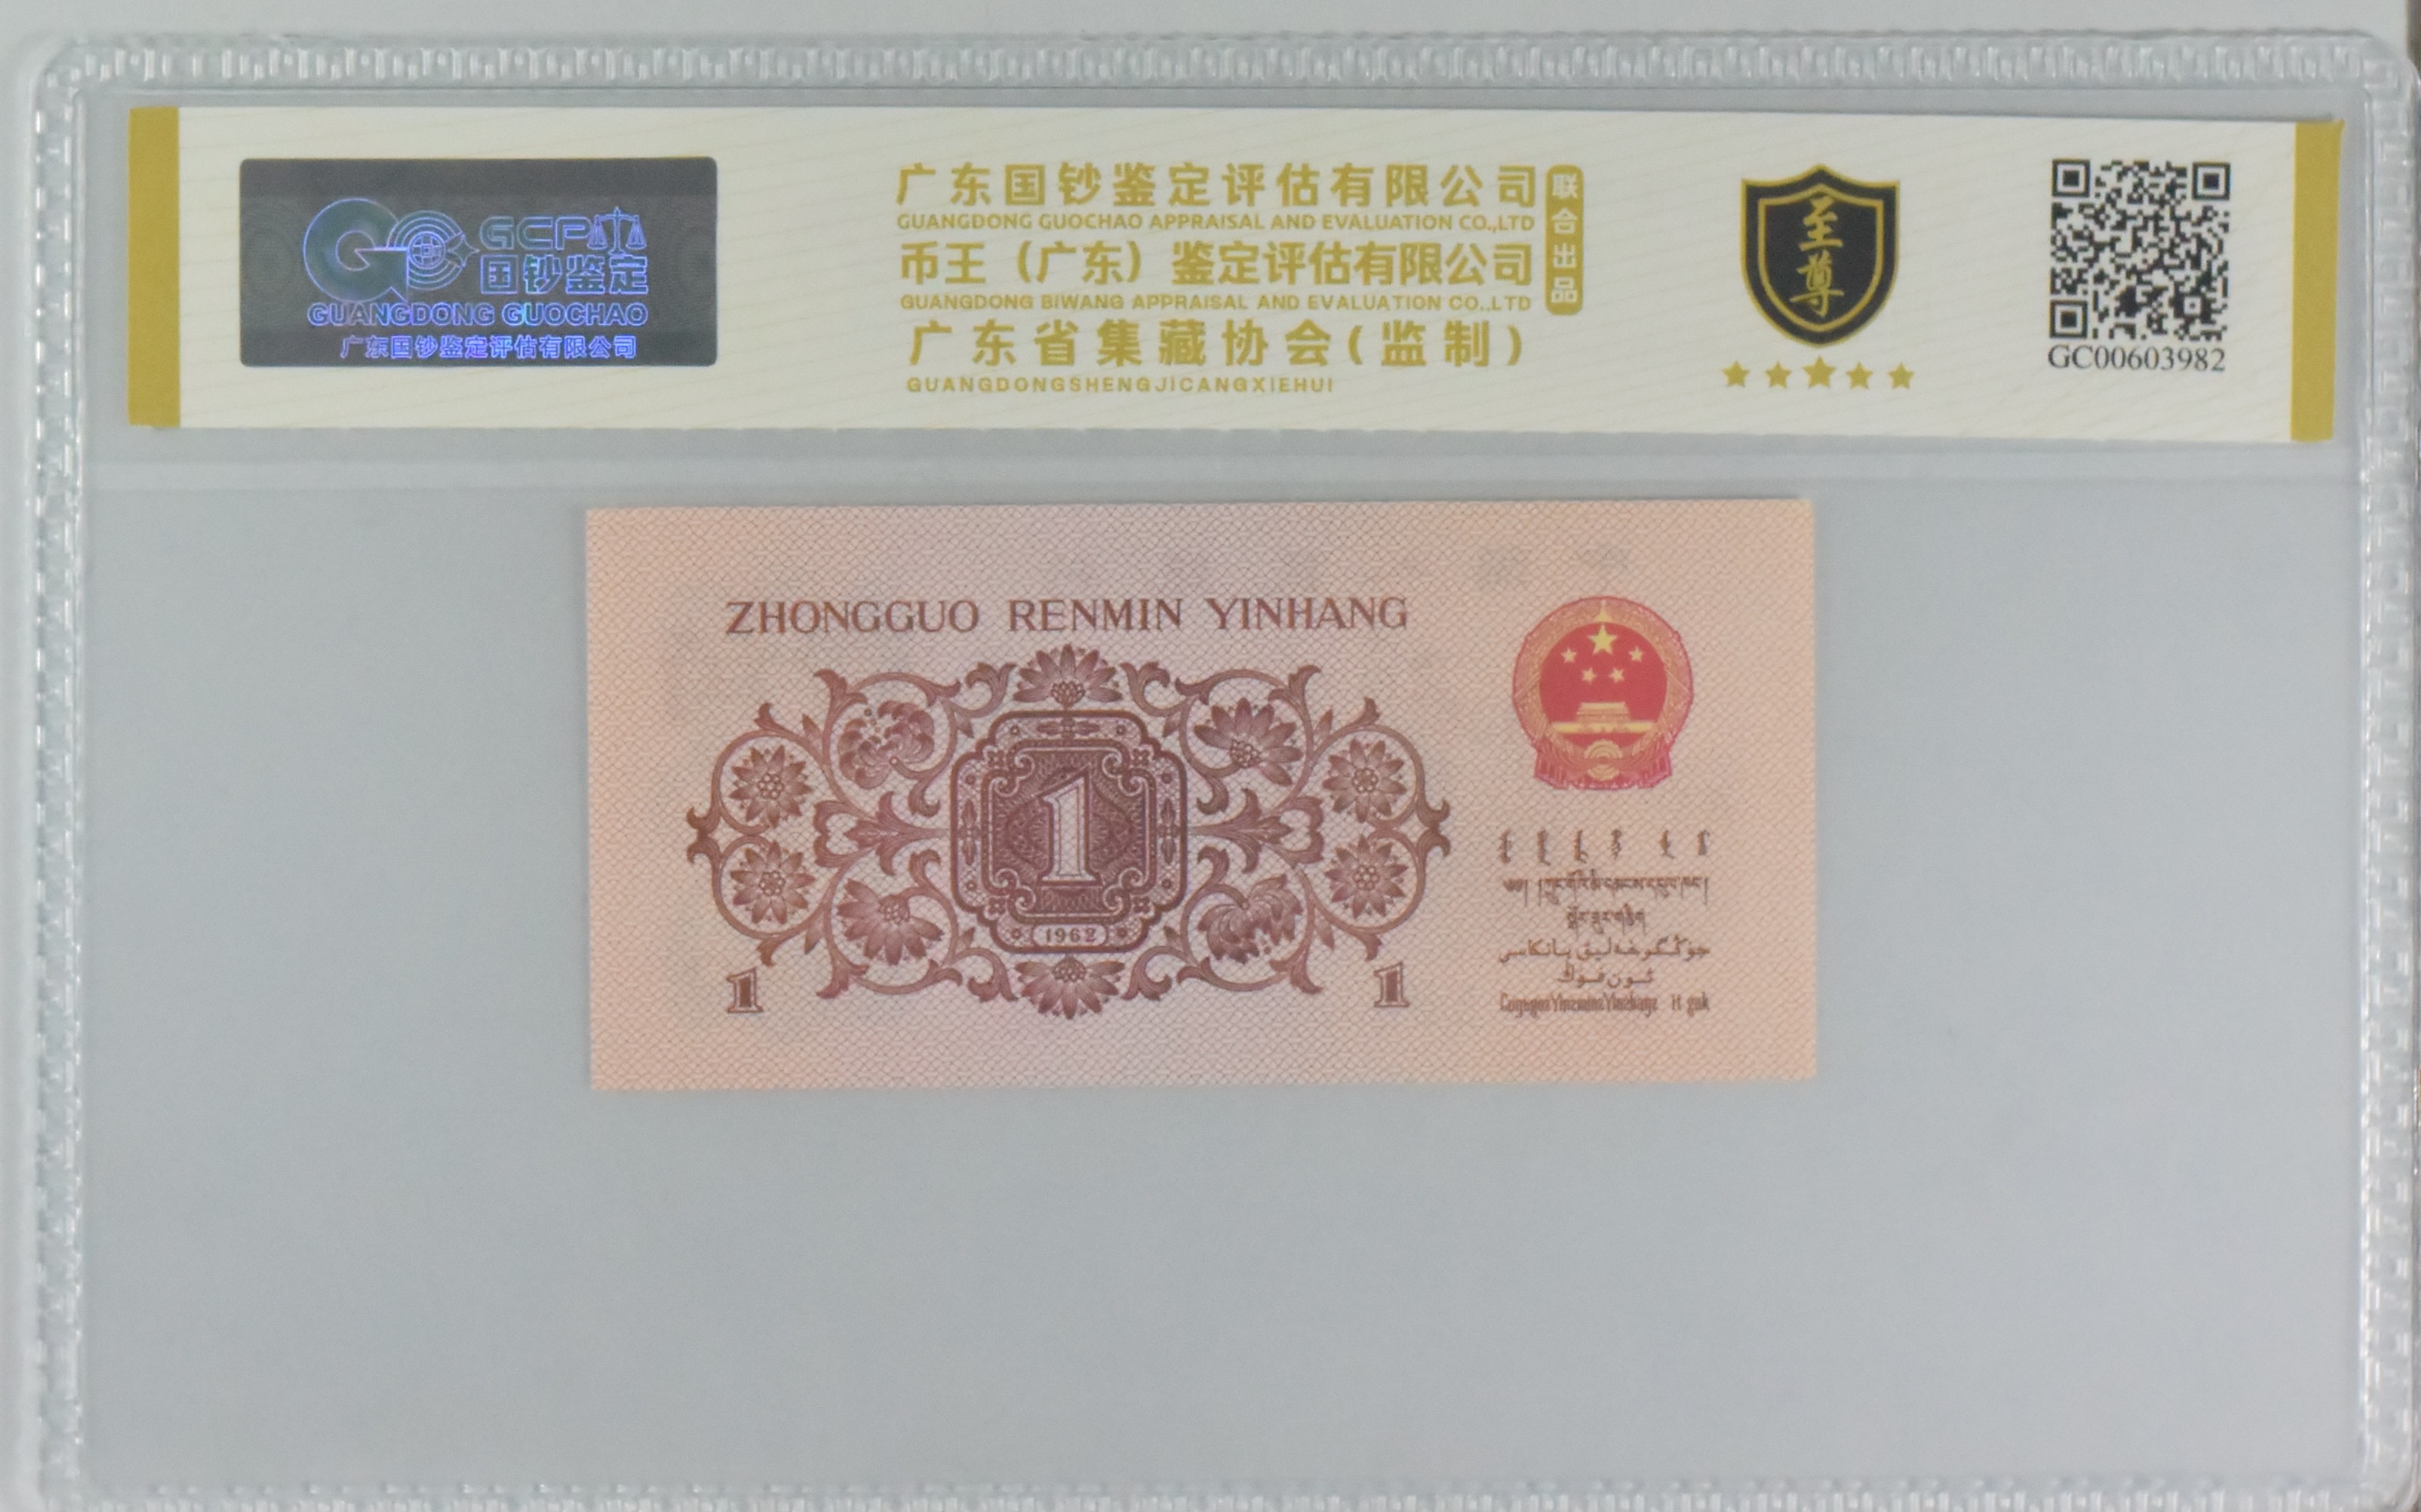 GCP
国钞鉴定
GUANGDONG GUOCHAO
广东国钞鉴定评估有限公司
广东国钞鉴定评估有限公司
GUANGDONG GUOCHAO APPRAISAL AND EVALUATION CO.,LTD
币王（广东）鉴定评估有限公司
GUANGDONG BIWANG APPRAISAL AND EVALUATION CO.,LTD
广东省集藏协会(监制)
GUANGDONGSHENGJICANGXIEHUI
联合出品
至尊
GC00603982
ZHONGGUO RENMIN YINHANG
1
1962
1
1
جۇڭگو خەلىق بانكاسى